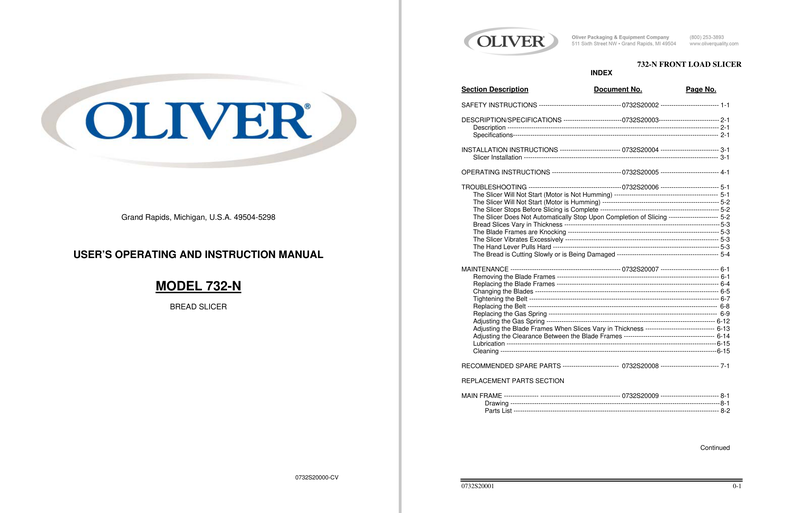 OLIVER®
Grand Rapids, Michigan, U.S.A. 49504-5298
USER'S OPERATING AND INSTRUCTION MANUAL
MODEL 732-N
BREAD SLICER
0732S20000-CV
OLIVER
Oliver Packaging & Equipment Company (800) 253-3893
511 Sixth Street NW • Grand Rapids, MI 49504 www.oliverquality.com
732-N FRONT LOAD SLICER
INDEX
Section Description Document No. Page No.
SAFETY INSTRUCTIONS ---------------------------------- 0732S20002 ------------------------ 1-1
DESCRIPTION/SPECIFICATIONS ------------------------0732S20003------------------------- 2-1
Description ---------------------------------------------------------------------------------------- 2-1
Specifications------------------------------------------------------------------------------------- 2-1
INSTALLATION INSTRUCTIONS ------------------------- 0732S20004 ------------------------ 3-1
Slicer Installation --------------------------------------------------------------------------------- 3-1
OPERATING INSTRUCTIONS ---------------------------- 0732S20005 ------------------------ 4-1
TROUBLESHOOTING --------------------------------------0732S20006 ------------------------ 5-1
The Slicer Will Not Start (Motor is Not Humming) ------------------------------------------- 5-1
The Slicer Will Not Start (Motor is Humming) ------------------------------------------------ 5-2
The Slicer Stops Before Slicing is Complete ------------------------------------------------- 5-2
The Slicer Does Not Automatically Stop Upon Completion of Slicing --------------------- 5-2
Bread Slices Vary in Thickness ---------------------------------------------------------------- 5-3
The Blade Frames are Knocking --------------------------------------------------------------- 5-3
The Slicer Vibrates Excessively ---------------------------------------------------------------- 5-3
The Hand Lever Pulls Hard --------------------------------------------------------------------- 5-3
The Bread is Cutting Slowly or is Being Damaged ------------------------------------------ 5-4
MAINTENANCE ---------------------------------------------- 0732S20007 ------------------------ 6-1
Removing the Blade Frames ------------------------------------------------------------------- 6-1
Replacing the Blade Frames ------------------------------------------------------------------- 6-4
Changing the Blades ---------------------------------------------------------------------------- 6-5
Tightening the Belt ------------------------------------------------------------------------------- 6-7
Replacing the Belt ------------------------------------------------------------------------------- 6-8
Replacing the Gas Spring ---------------------------------------------------------------------- 6-9
Adjusting the Gas Spring ---------------------------------------------------------------------- 6-12
Adjusting the Blade Frames When Slices Vary in Thickness ----------------------------- 6-13
Adjusting the Clearance Between the Blade Frames -------------------------------------- 6-14
Lubrication ----------------------------------------------------------------------------------------6-15
Cleaning ------------------------------------------------------------------------------------------6-15
RECOMMENDED SPARE PARTS ----------------------- 0732S20008 ------------------------ 7-1
REPLACEMENT PARTS SECTION
MAIN FRAME --------------- --------------------------------- 0732S20009 ------------------------ 8-1
Drawing ---------------------------------------------------------------------------------------8-1
Parts List ------------------------------------------------------------------------------------- 8-2
Continued
0732S20001 0-1